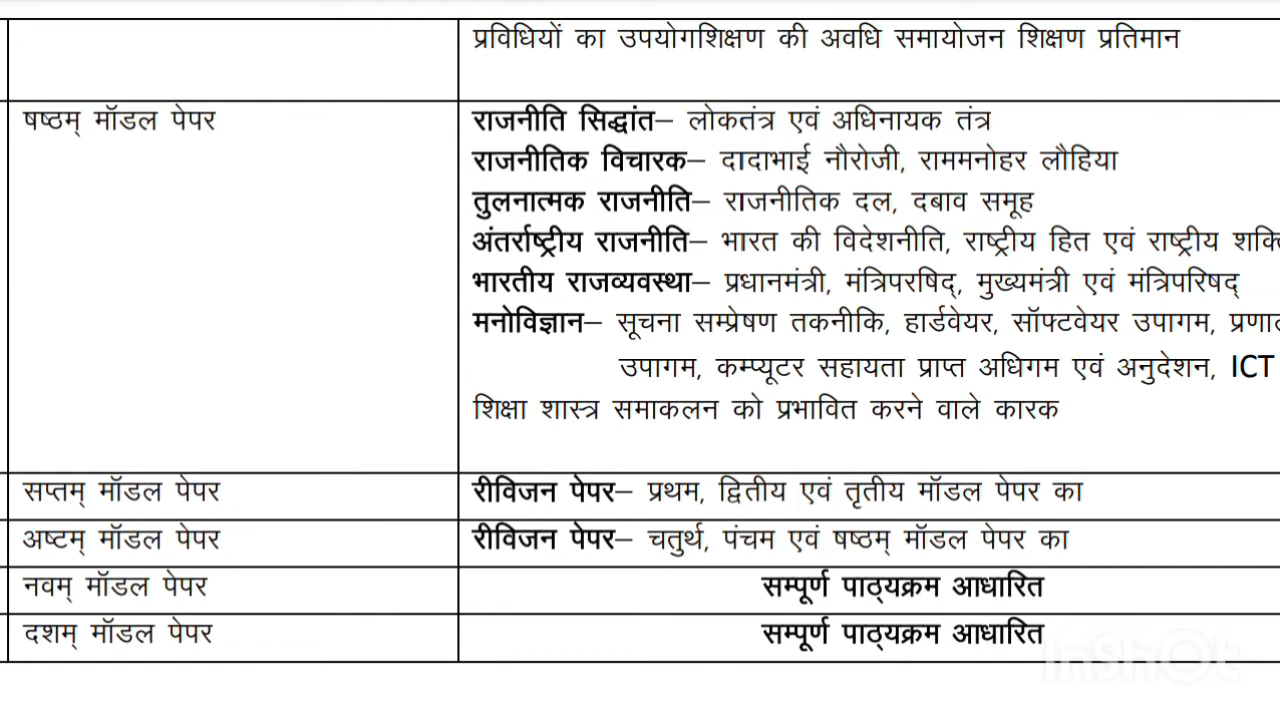 प्रविधियों का उपयोगशिक्षण की अवधि समायोजन शिक्षण प्रतिमान
षष्ठम् मॉडल पेपर
राजनीति सिद्धांत– लोकतंत्र एवं अधिनायक तंत्र
राजनीतिक विचारक– दादाभाई नौरोजी, राममनोहर लौहिया
तुलनात्मक राजनीति– राजनीतिक दल, दबाव समूह
अंतर्राष्ट्रीय राजनीति– भारत की विदेशनीति, राष्ट्रीय हित एवं राष्ट्रीय
भारतीय राजव्यवस्था– प्रधानमंत्री, मंत्रिपरषिद्, मुख्यमंत्री एवं मंत्रिपरिषद्
मनोविज्ञान– सूचना सम्प्रेषण तकनीकि, हार्डवेयर, सॉफ्टवेयर उपागम,
उपागम, कम्प्यूटर सहायता प्राप्त अधिगम एवं अनुदेशन, ICT
शिक्षा शास्त्र समाकलन को प्रभावित करने वाले कारक
सप्तम् मॉडल पेपर
रीविजन पेपर– प्रथम, द्वितीय एवं तृतीय मॉडल पेपर का
अष्टम् मॉडल पेपर
रीविजन पेपर– चतुर्थ, पंचम एवं षष्ठम् मॉडल पेपर का
नवम् मॉडल पेपर
सम्पूर्ण पाठ्यक्रम आधारित
दशम् मॉडल पेपर
सम्पूर्ण पाठ्यक्रम आधारित
InShOt